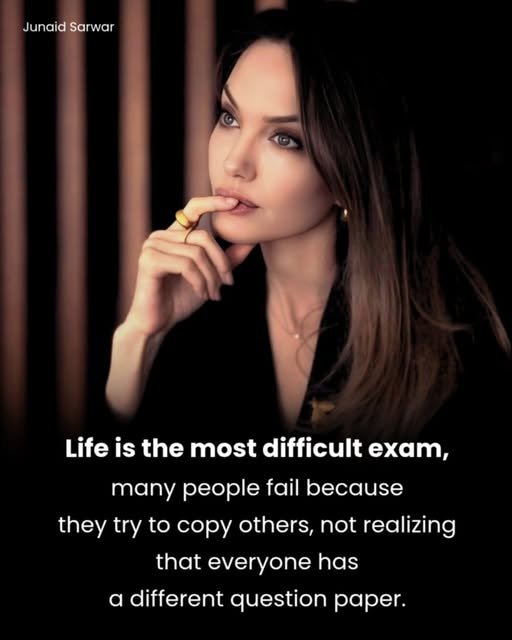 Junaid Sarwar
Life is the most difficult exam,
many people fail because
they try to copy others, not realizing
that everyone has
a different question paper.